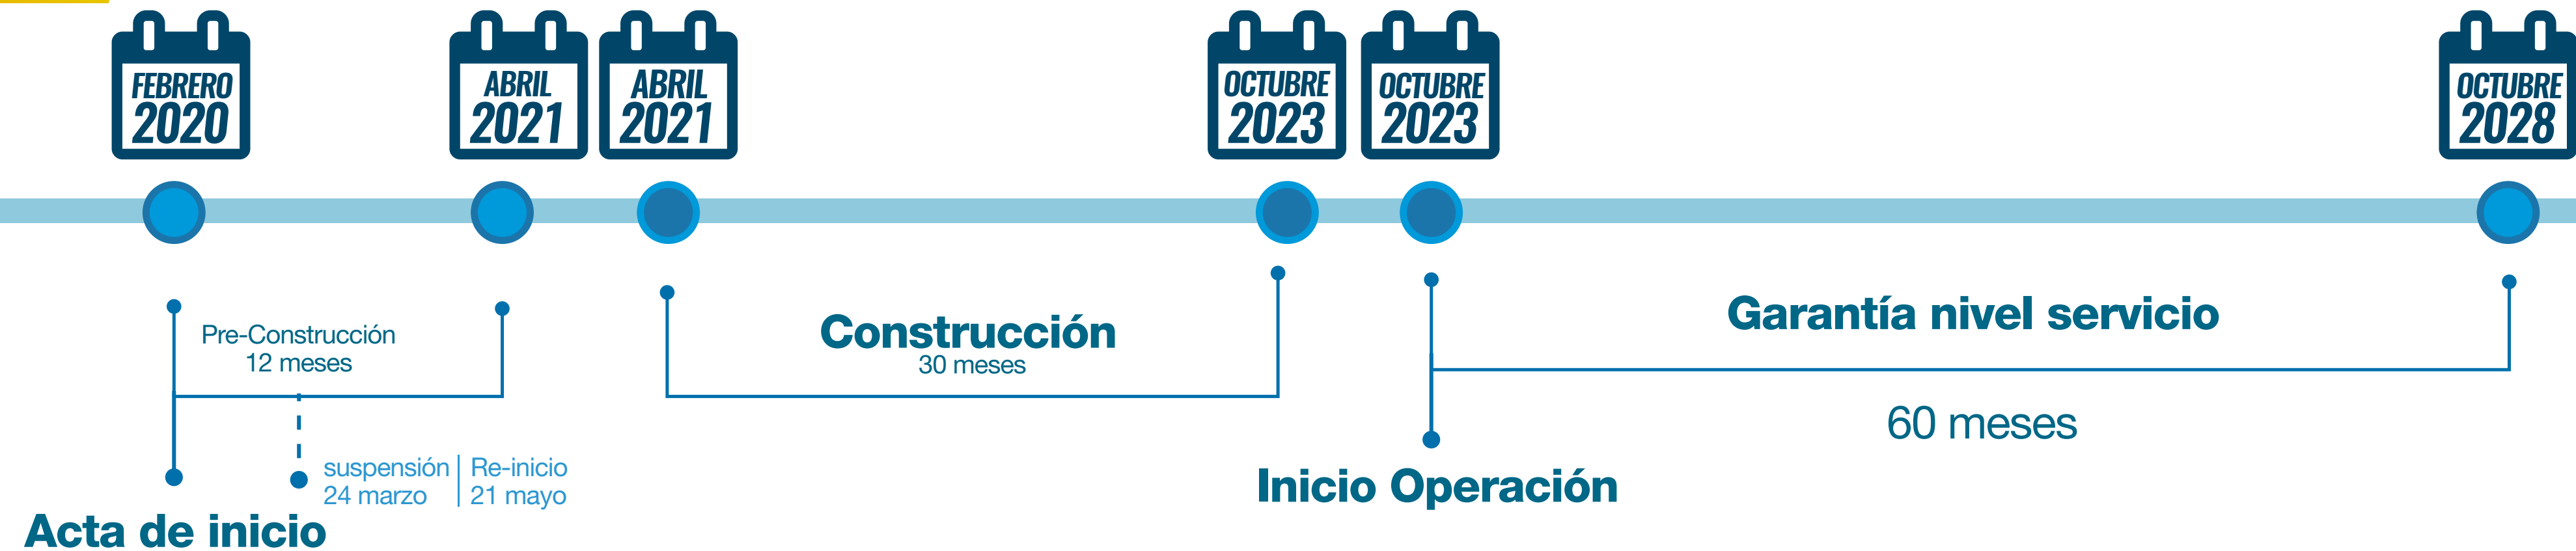 FEBRERO
2020
ABRIL
2021
ABRIL
2021
OCTUBRE
2023
OCTUBRE
2023
OCTUBRE
2028
Pre-Construcción
12 meses
suspensión
24 marzo
Re-inicio
21 mayo
Acta de inicio
Construcción
30 meses
Inicio Operación
Garantía nivel servicio
60 meses